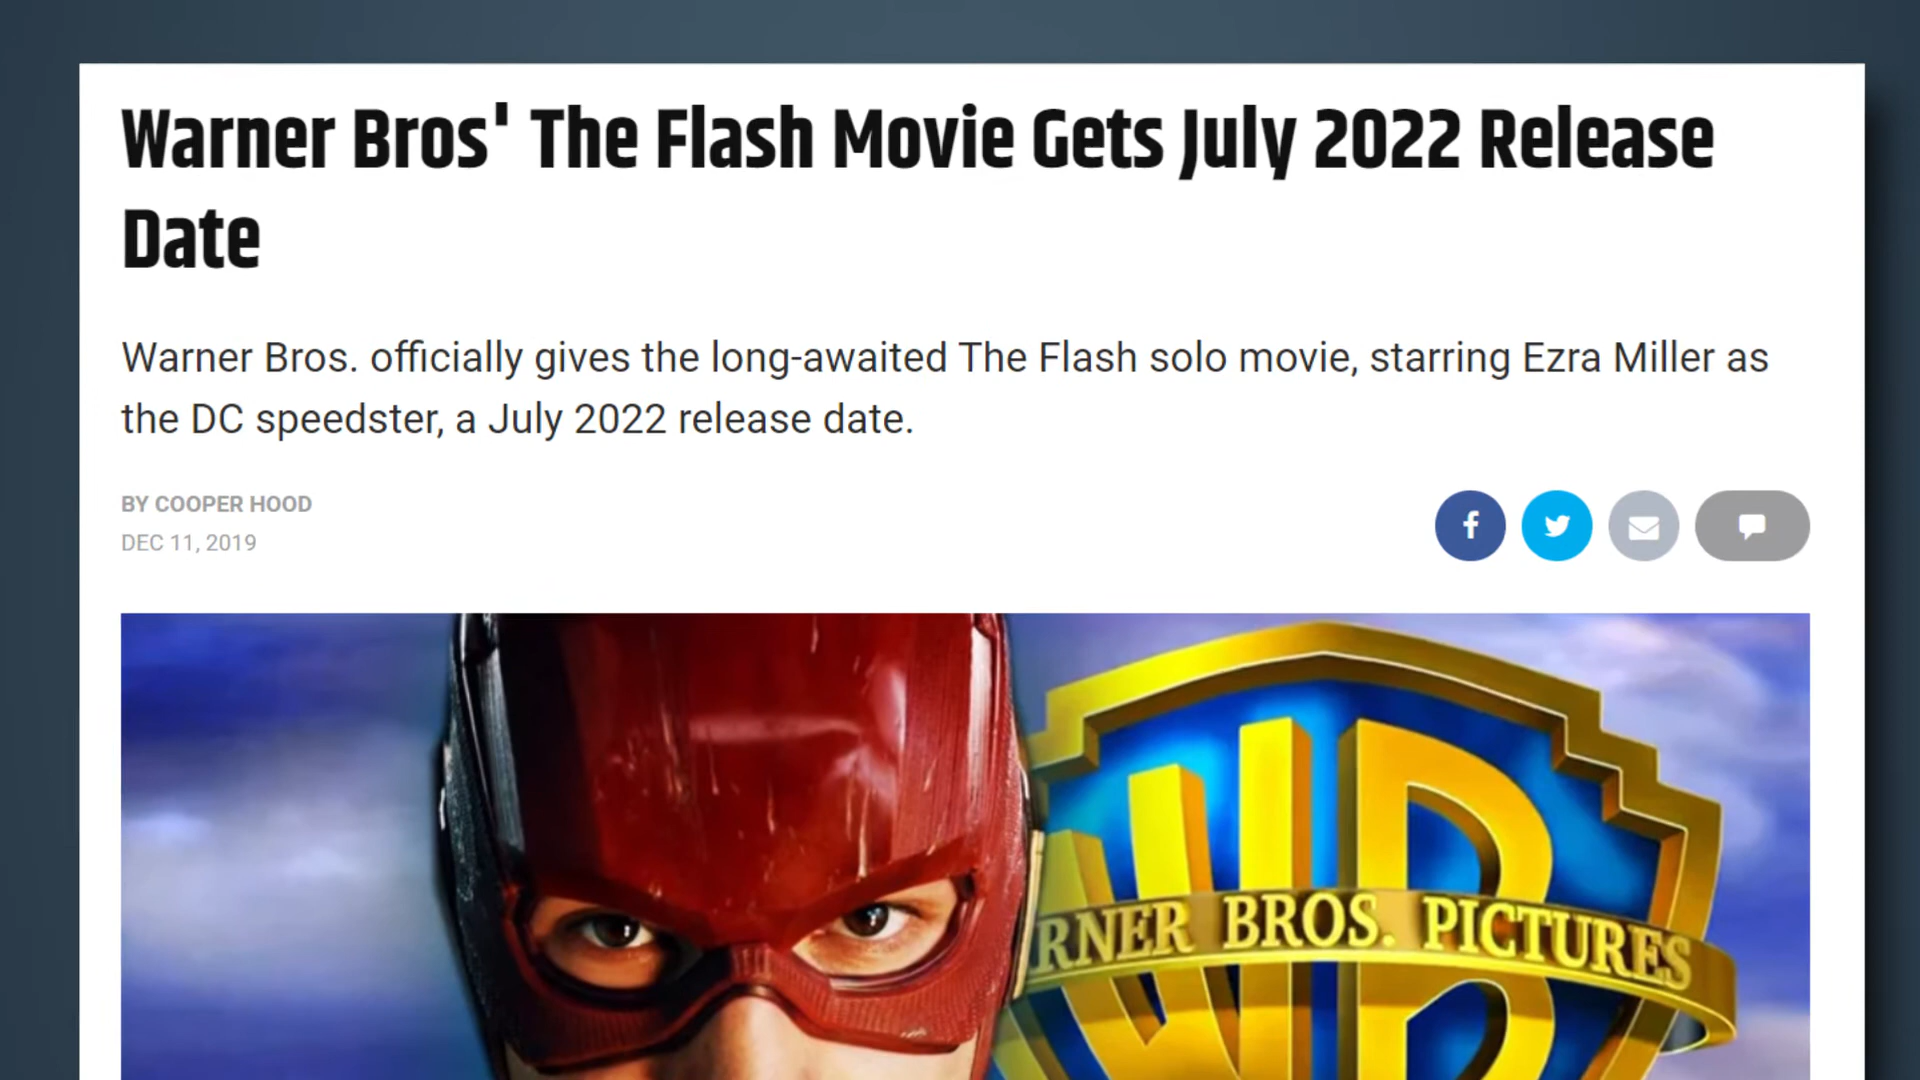 Warner Bros' The Flash Movie Gets July 2022 Release
Date
Warner Bros. officially gives the long-awaited The Flash solo movie, starring Ezra Miller as
the DC speedster, a July 2022 release date.
BY COOPER HOOD
DEC 11, 2019
f
WB
RNER BROS. PICTURES